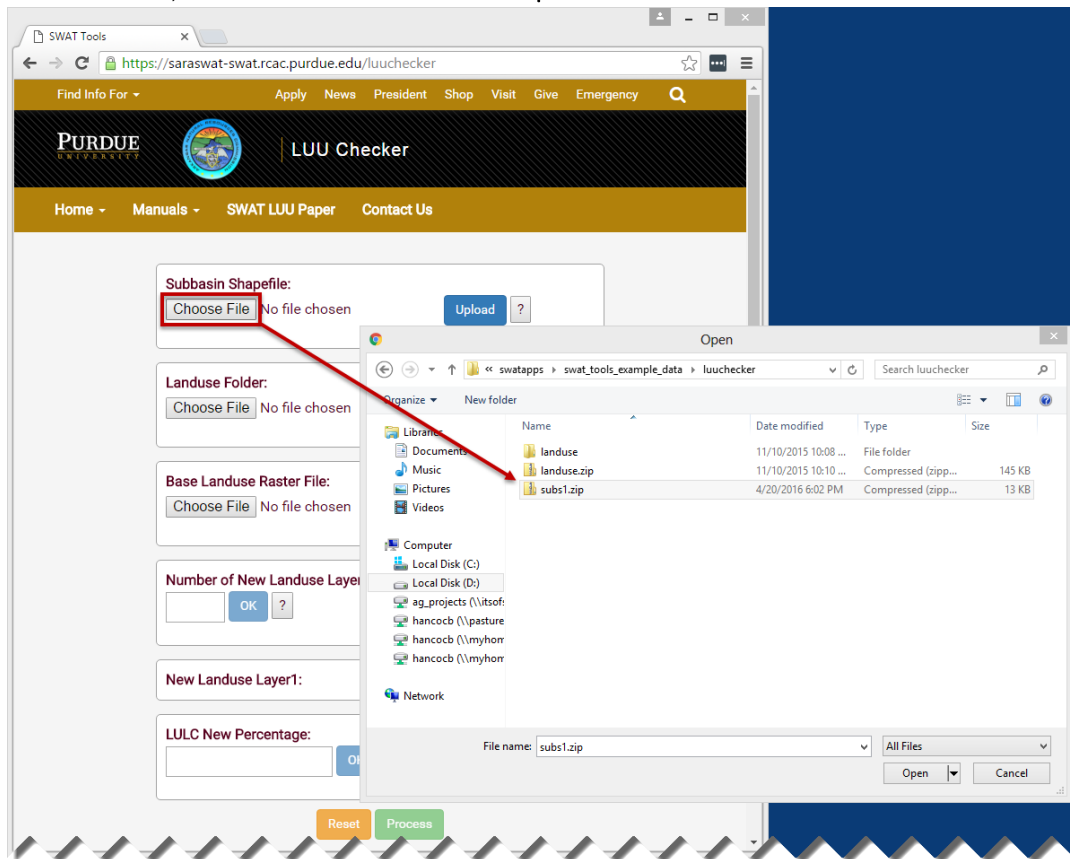 SWAT Tools
https://saraswat-swat.rcac.purdue.edu/luuchecker
Find Info For Apply News President Shop Visit Give Emergency
PURDUE
UNIVERSITY
LUU Checker
Home Manuals SWAT LUU Paper Contact Us
Subbasin Shapefile:
Choose File No file chosen Upload ?
Landuse Folder:
Choose File No file chosen
Base Landuse Raster File:
Choose File No file chosen
Number of New Landuse Layer
OK ?
New Landuse Layer1:
LULC New Percentage:
Reset Process
Open
« swatapps swat_tools_example_data luuchecker Search luuchecker
Organize New folder
Name Date modified Type Size
landuse 11/10/2015 10:08 ... File folder
landuse.zip 11/10/2015 10:10 ... Compressed (zipp... 145 KB
subs1.zip 4/20/2016 6:02 PM Compressed (zipp... 13 KB
Libraries
Documents
Music
Pictures
Videos
Computer
Local Disk (C:)
Local Disk (D:)
ag_projects (\\itsofs
hancocb (\\pasture
hancocb (\\myhom
hancocb (\\myhom
Network
File name: subs1.zip All Files
Open Cancel